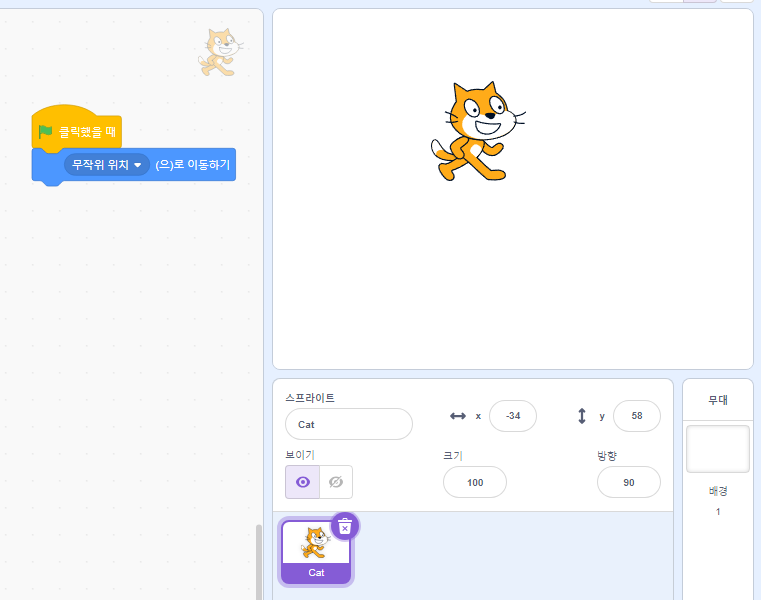 클릭했을 때
무작위 위치 (으)로 이동하기
스프라이트
Cat
x -34
y 58
보이기
크기
100
방향
90
Cat
무대
배경
1